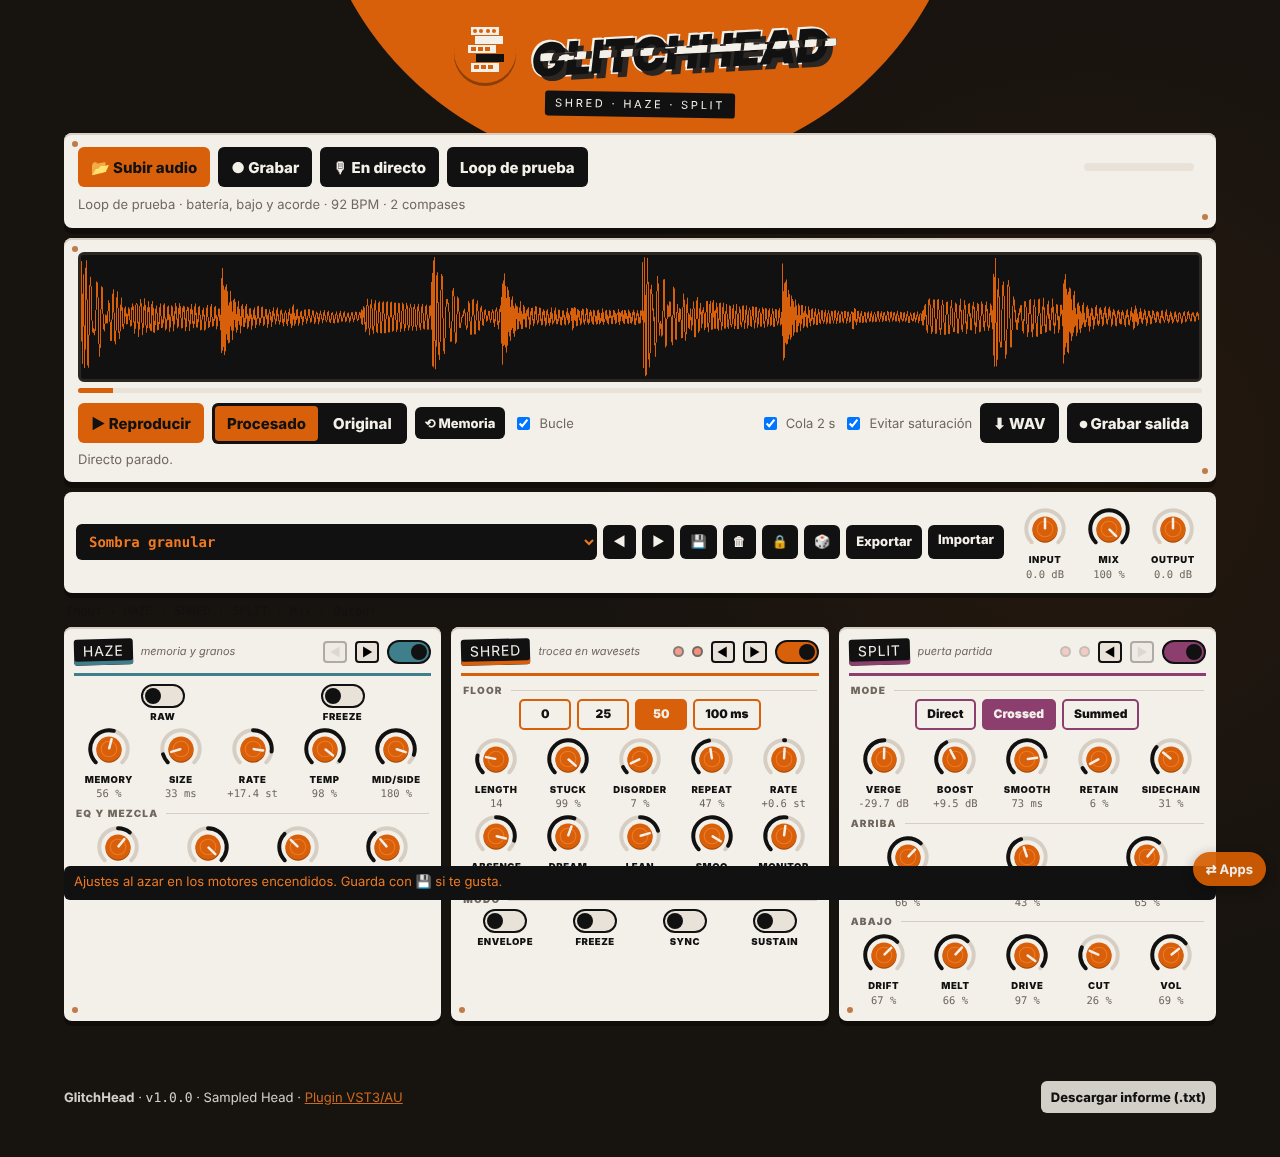 GLITCHHEAD
SHRED · HAZE · SPLIT
📂 Subir audio
● Grabar
🎙 En directo
Loop de prueba
Loop de prueba · batería, bajo y acorde · 92 BPM · 2 compases
▶ Reproducir
Procesado
Original
⟲ Memoria
Bucle
Cola 2 s
Evitar saturación
⬇ WAV
● Grabar salida
Directo parado.
Sombra granular
◀
▶
💾
🗑
🔒
🎲
Exportar
Importar
INPUT MIX OUTPUT
0.0 dB 100 % 0.0 dB
HAZE memoria y granos ◀ ▶
RAW FREEZE
MEMORY SIZE RATE TEMP MID/SIDE
56 % 33 ms +17.4 st 98 % 180 %
EQ Y MEZCLA
SHRED trocea en wavesets ◀ ▶
FLOOR
0 25 50 100 ms
LENGTH STUCK DISORDER REPEAT RATE
14 99 % 7 % 47 % +0.6 st
ENVELOPE FREEZE SYNC SUSTAIN
SPLIT puerta partida ◀ ▶
MODE
Direct Crossed Summed
VERGE BOOST SMOOTH RETAIN SIDECHAIN
-29.7 dB +9.5 dB 73 ms 6 % 31 %
ARRIBA
66 % 43 % 65 %
ABAJO
DRIFT MELT DRIVE CUT VOL
67 % 66 % 97 % 26 % 69 %
Ajustes al azar en los motores encendidos. Guarda con 💾 si te gusta.
⇄ Apps
GlitchHead · v1.0.0 · Sampled Head · Plugin VST3/AU
Descargar informe (.txt)